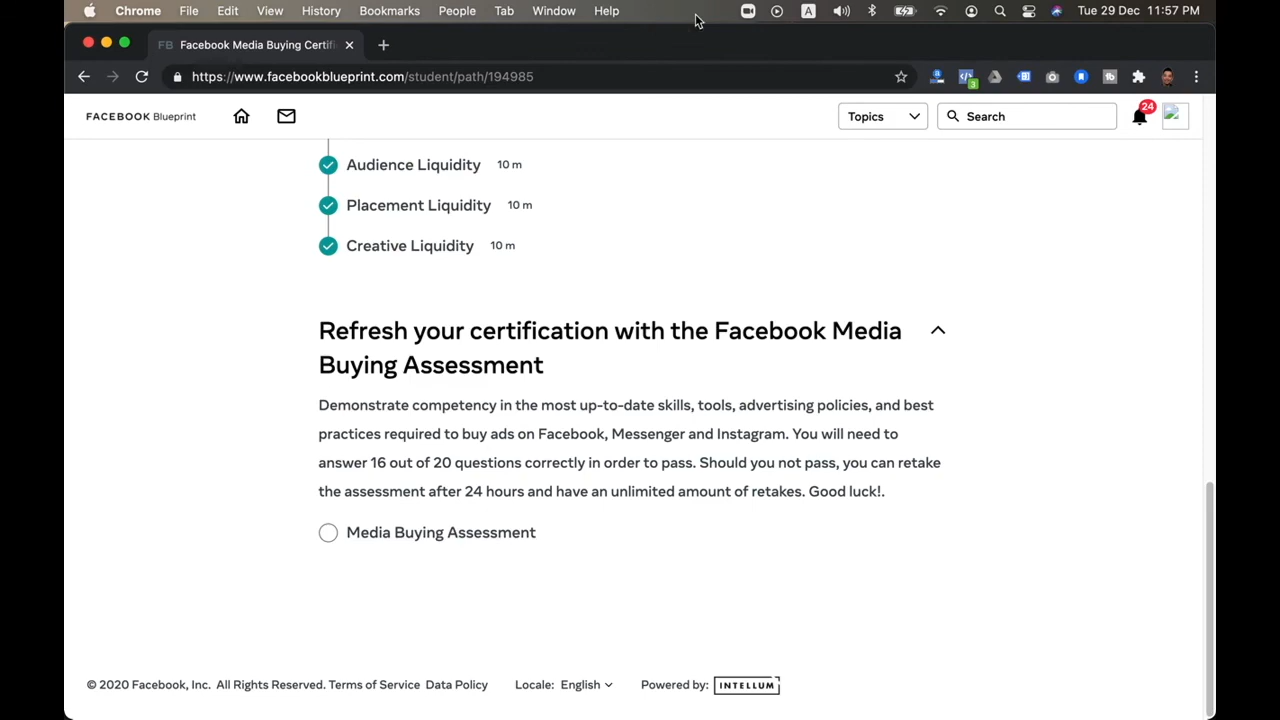 Chrome File Edit View History Bookmarks People Tab Window Help A Tue 29 Dec 11:57 PM
FB Facebook Media Buying Certifi
https://www.facebookblueprint.com/student/path/194985
3
FACEBOOK Blueprint Topics Search 24
Audience Liquidity 10 m
Placement Liquidity 10 m
Creative Liquidity 10 m
Refresh your certification with the Facebook Media
Buying Assessment
Demonstrate competency in the most up-to-date skills, tools, advertising policies, and best
practices required to buy ads on Facebook, Messenger and Instagram. You will need to
answer 16 out of 20 questions correctly in order to pass. Should you not pass, you can retake
the assessment after 24 hours and have an unlimited amount of retakes. Good luck!.
Media Buying Assessment
© 2020 Facebook, Inc. All Rights Reserved. Terms of Service Data Policy Locale: English Powered by: INTELLUM